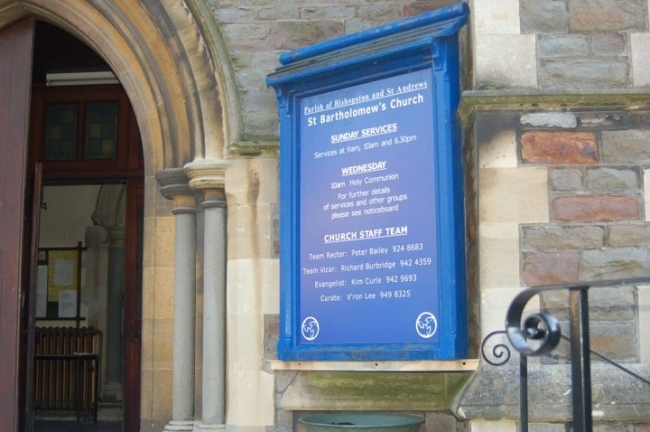 Parish of Bishopston and St Andrews
St Bartholomew's Church
SUNDAY SERVICES
Services at 9am, 10am and 6.30pm
WEDNESDAY
10am Holy Communion
For further details
of services and other groups
please see noticeboard
CHURCH STAFF TEAM
Team Rector: Peter Bailey 924 8683
Team Vicar: Richard Burbridge 942 4359
Evangelist: Kim Curle 942 9693
Curate: V'ron Lee 949 8325